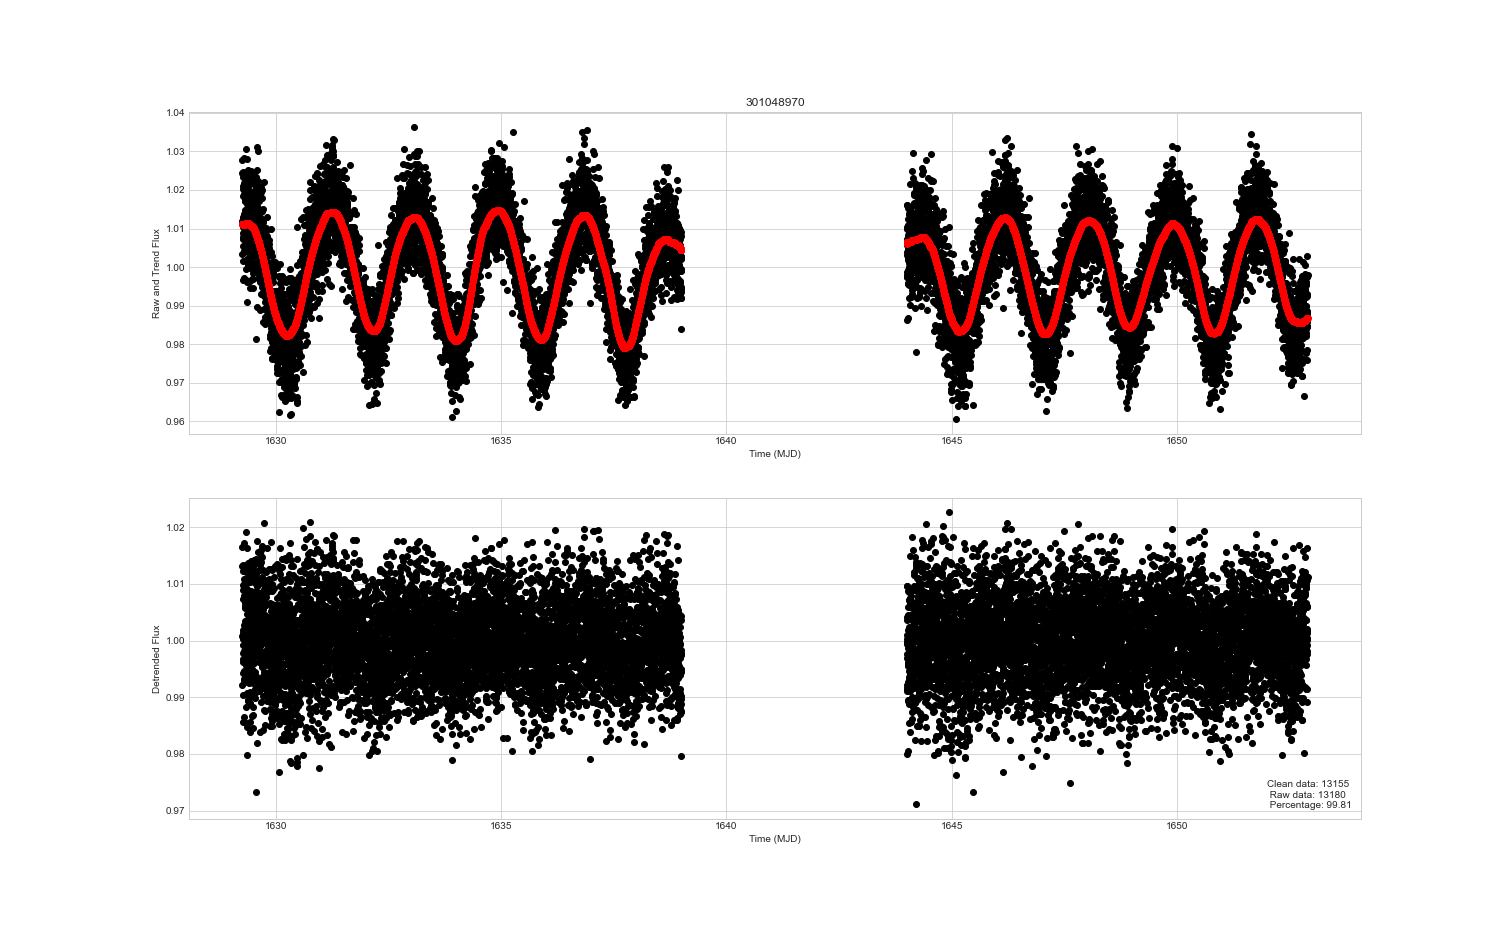 301048970
1.04
1.03
1.02
1.01
1.00
0.99
0.98
0.97
0.96
Raw and Trend Flux
1630 1635 1640 1645 1650
Time (MJD)
1.02
1.01
1.00
0.99
0.98
0.97
Detrended Flux
Clean data: 13155
Raw data: 13180
Percentage: 99.81
1630 1635 1640 1645 1650
Time (MJD)